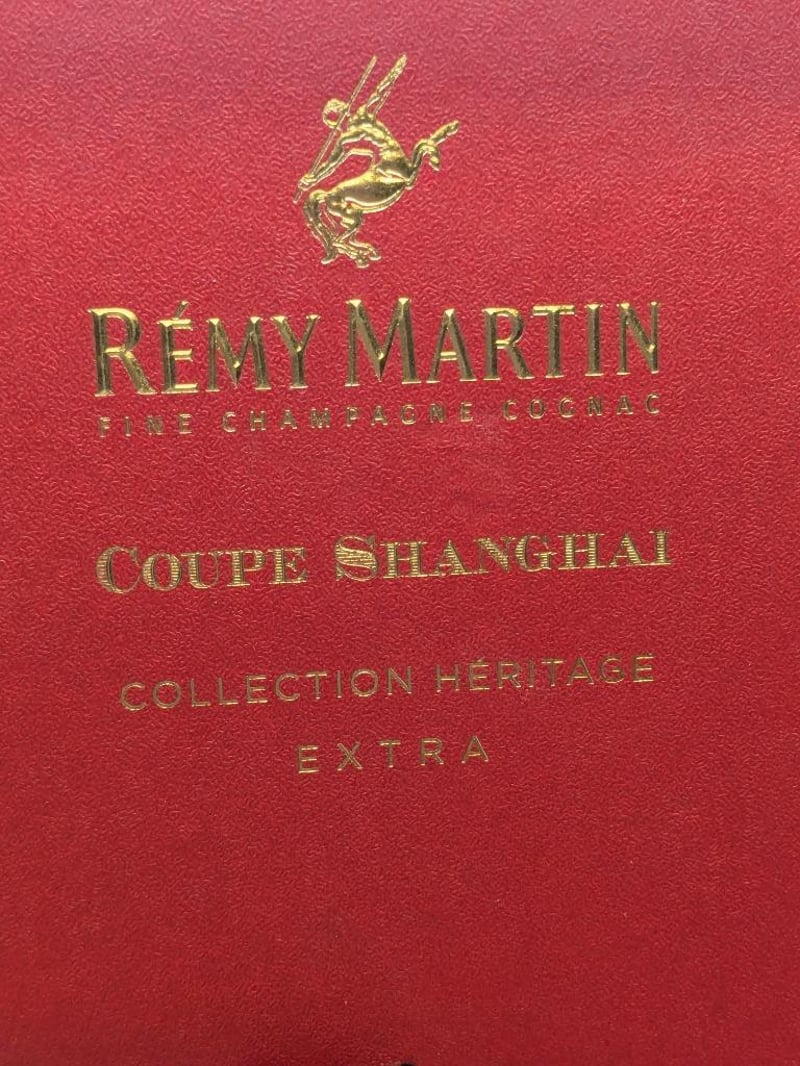 RÉMY MARTIN
FINE CHAMPAGNE COGNAC
COUPE SHANGHAI
COLLECTION HÉRITAGE
EXTRA